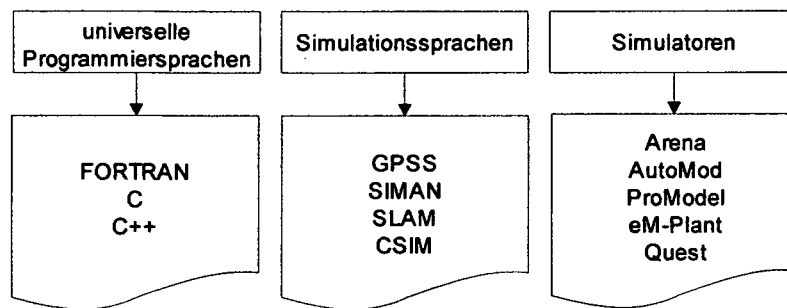 universelle
Programmiersprachen
Simulationssprachen
Simulatoren
FORTRAN
C
C++
GPSS
SIMAN
SLAM
CSIM
Arena
AutoMod
ProModel
eM-Plant
Quest